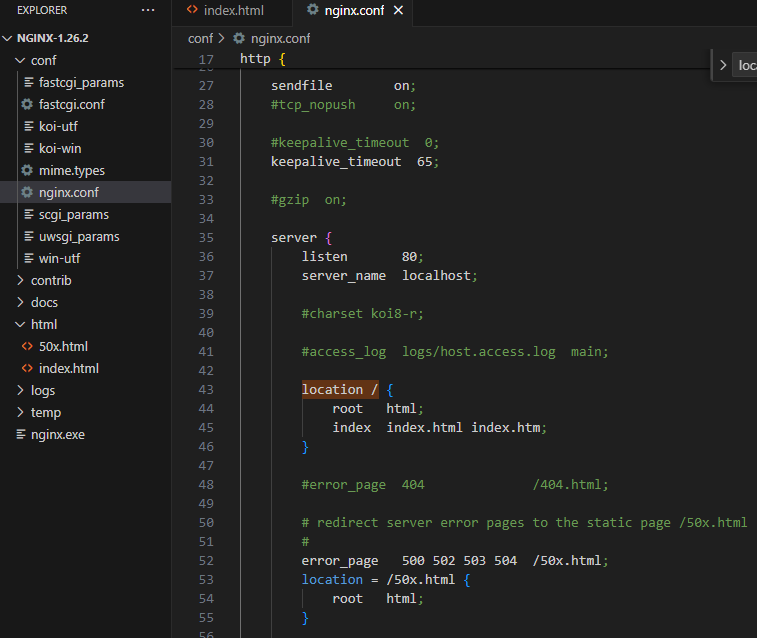 EXPLORER ...
NGINX-1.26.2
conf
fastcgi_params
fastcgi.conf
koi-utf
koi-win
mime.types
nginx.conf
scgi_params
uwsgi_params
win-utf
contrib
docs
html
50x.html
index.html
logs
temp
nginx.exe
index.html
nginx.conf
conf > nginx.conf
loc
17 http {
27 sendfile        on;
28 #tcp_nopush     on;
29
30 #keepalive_timeout  0;
31 keepalive_timeout  65;
32
33 #gzip  on;
34
35 server {
36 listen       80;
37 server_name  localhost;
38
39 #charset koi8-r;
40
41 #access_log  logs/host.access.log  main;
42
43 location / {
44 root   html;
45 index  index.html index.htm;
46 }
47
48 #error_page  404              /404.html;
49
50 # redirect server error pages to the static page /50x.html
51 #
52 error_page   500 502 503 504  /50x.html;
53 location = /50x.html {
54 root   html;
55 }
56